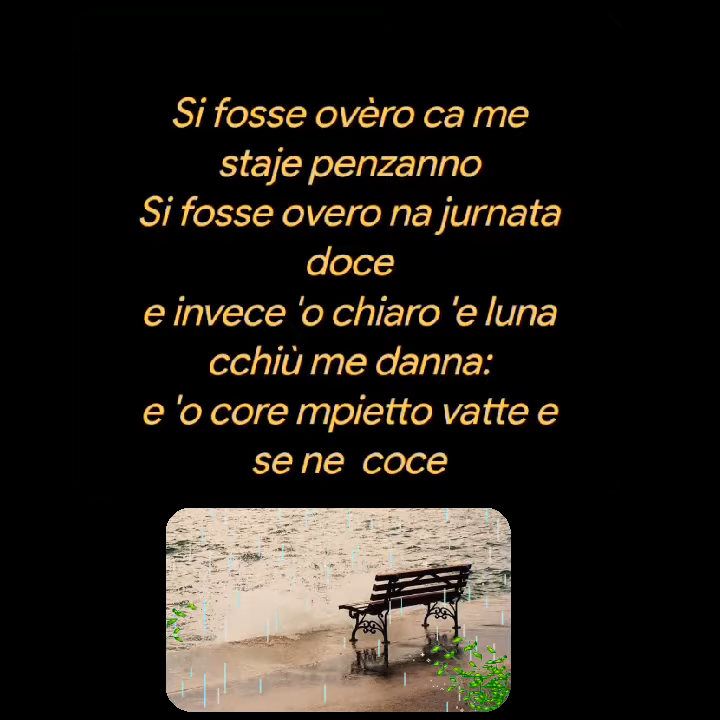 Si fosse ovèro ca me
staje penzanno
Si fosse overo na jurnata
doce
e invece 'o chiaro 'e luna
cchiù me danna:
e 'o core mpietto vatte e
se ne  coce